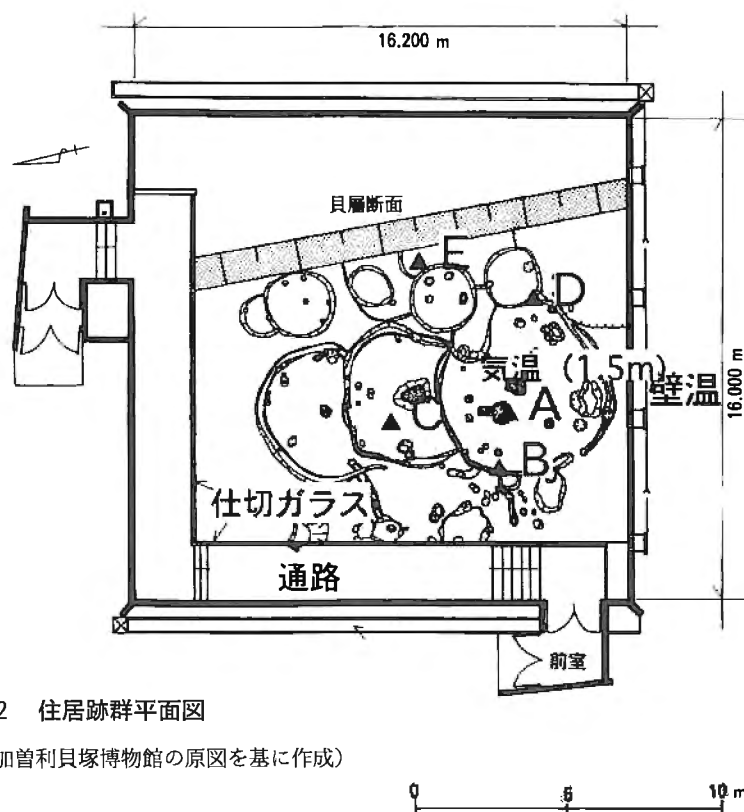 16.200 m
貝層断面
E
D
気温（1.5m）
壁温
16.000 m
A
C
B
仕切ガラス
通路
前室
2 住居跡群平面図
加曽利貝塚博物館の原図を基に作成）
0 5 10 m